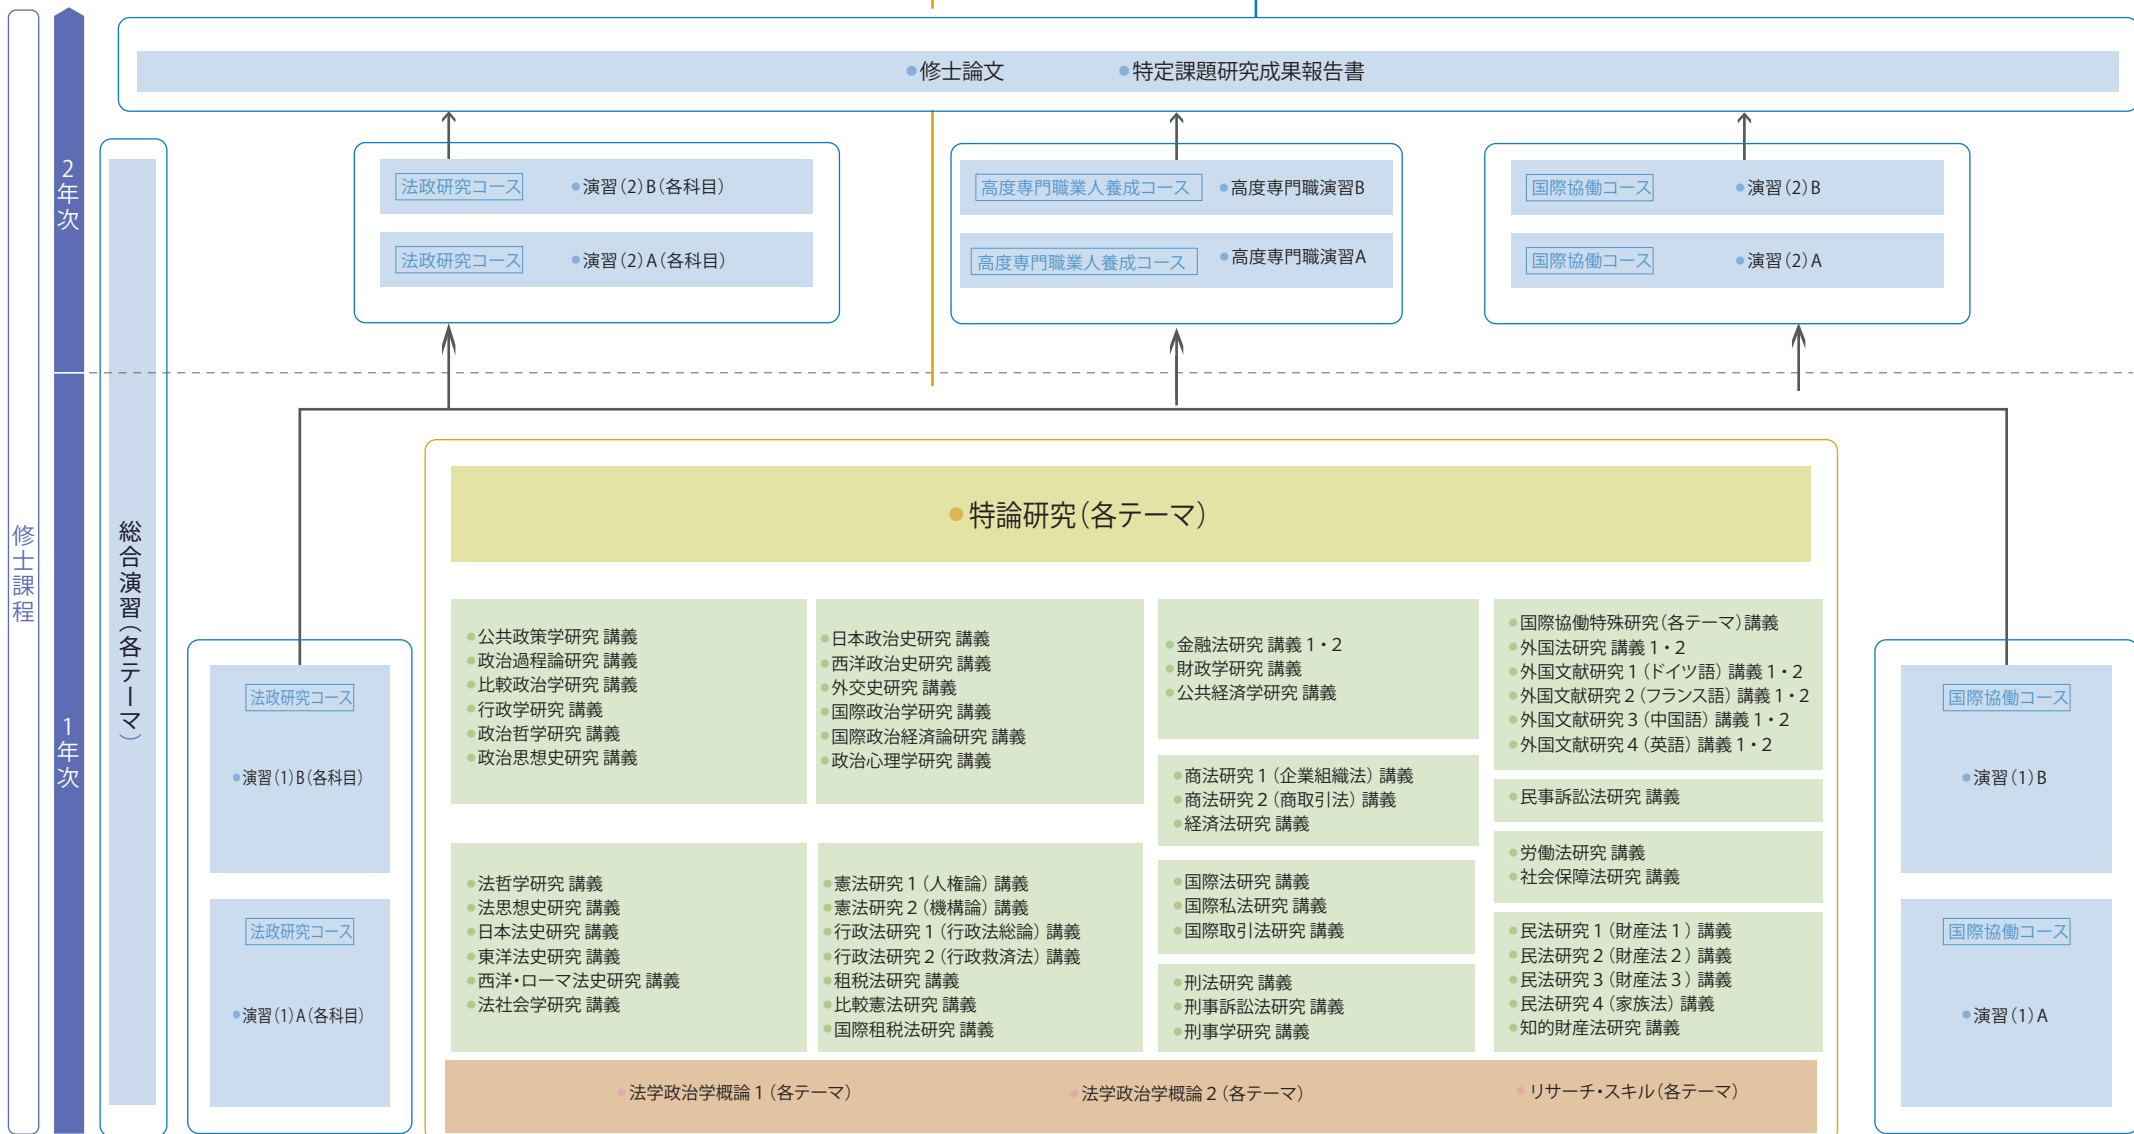 修士課程
2年次
1年次
総合演習（各テーマ）
修士論文
特定課題研究成果報告書
法政研究コース
演習（2）B（各科目）
法政研究コース
演習（2）A（各科目）
高度専門職業人養成コース
高度専門職演習B
高度専門職業人養成コース
高度専門職演習A
国際協働コース
演習（2）B
国際協働コース
演習（2）A
法政研究コース
演習（1）B（各科目）
法政研究コース
演習（1）A（各科目）
特論研究（各テーマ）
公共政策学研究 講義
政治過程論研究 講義
比較政治学研究 講義
行政学研究 講義
政治哲学研究 講義
政治思想史研究 講義
日本政治史研究 講義
西洋政治史研究 講義
外交史研究 講義
国際政治学研究 講義
国際政治経済論研究 講義
政治心理学研究 講義
金融法研究 講義1・2
財政学研究 講義
公共経済学研究 講義
国際協働特殊研究（各テーマ）講義
外国法研究 講義1・2
外国文献研究1（ドイツ語）講義1・2
外国文献研究2（フランス語）講義1・2
外国文献研究3（中国語）講義1・2
外国文献研究4（英語）講義1・2
商法研究1（企業組織法）講義
商法研究2（商取引法）講義
経済法研究 講義
民事訴訟法研究 講義
労働法研究 講義
社会保障法研究 講義
法哲学研究 講義
法思想史研究 講義
日本法史研究 講義
東洋法史研究 講義
西洋・ローマ法史研究 講義
法社会学研究 講義
憲法研究1（人権論）講義
憲法研究2（機構論）講義
行政法研究1（行政法総論）講義
行政法研究2（行政救済法）講義
租税法研究 講義
比較憲法研究 講義
国際租税法研究 講義
国際法研究 講義
国際私法研究 講義
国際取引法研究 講義
刑法研究 講義
刑事訴訟法研究 講義
刑事学研究 講義
民法研究1（財産法1）講義
民法研究2（財産法2）講義
民法研究3（財産法3）講義
民法研究4（家族法）講義
知的財産法研究 講義
法学政治学概論1（各テーマ）
法学政治学概論2（各テーマ）
リサーチ・スキル（各テーマ）
国際協働コース
演習（1）B
国際協働コース
演習（1）A